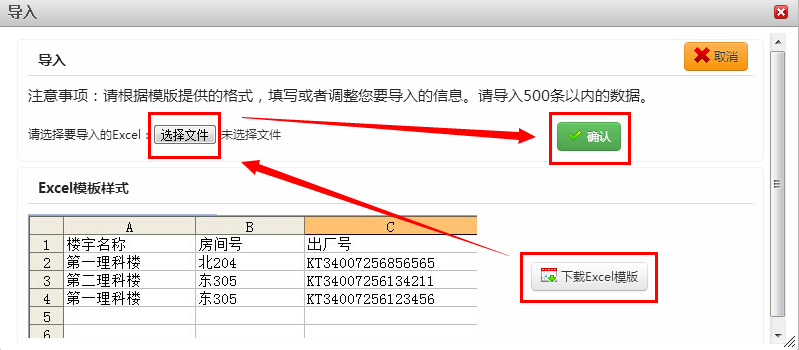 导入
导入
取消
注意事项：请根据模版提供的格式，填写或者调整您要导入的信息。请导入500条以内的数据。
请选择要导入的Excel：选择文件 未选择文件
确认
Excel模板样式
A B C
1 楼宇名称 房间号 出厂号
2 第一理科楼 北204 KT34007256856565
3 第二理科楼 东305 KT34007256134211
4 第一理科楼 东305 KT34007256123456
5
6
下载Excel模版